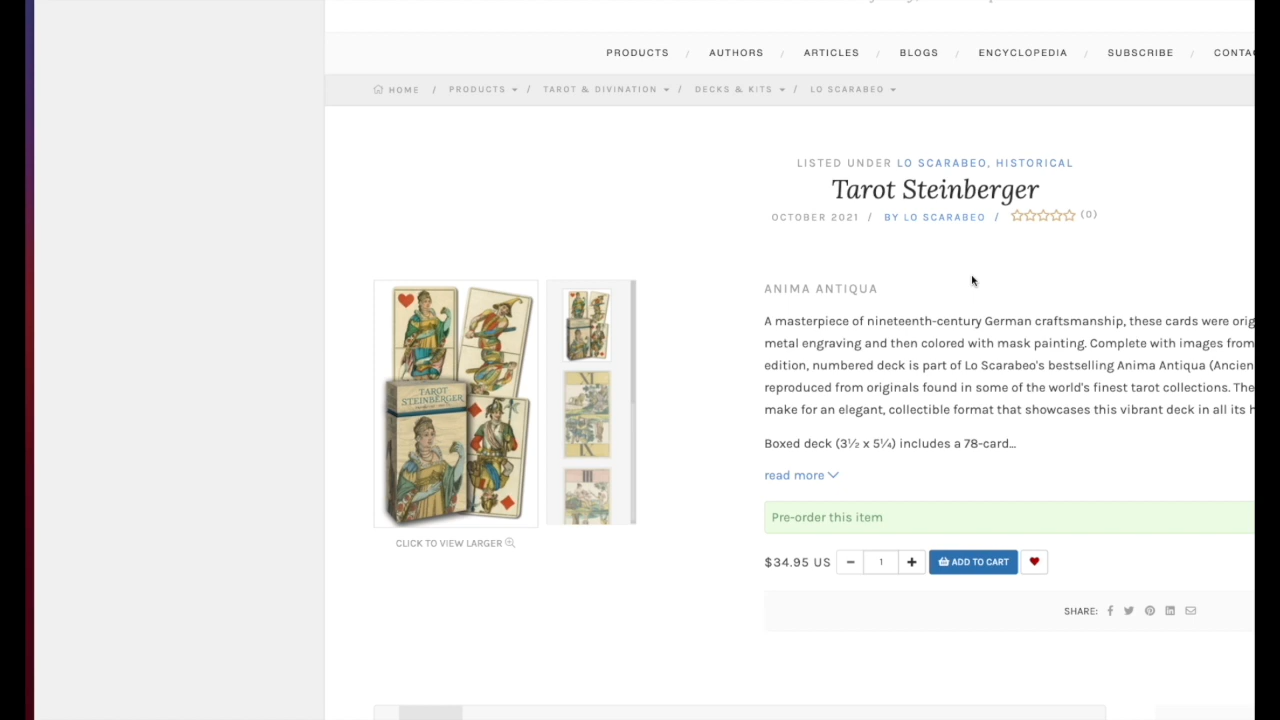 PRODUCTS / AUTHORS / ARTICLES / BLOGS / ENCYCLOPEDIA / SUBSCRIBE / CONTA
HOME / PRODUCTS / TAROT & DIVINATION / DECKS & KITS / LO SCARABEO
LISTED UNDER LO SCARABEO, HISTORICAL
Tarot Steinberger
OCTOBER 2021 / BY LO SCARABEO / (0)
TAROT
STEINBERGER
CLICK TO VIEW LARGER
ANIMA ANTIQUA
A masterpiece of nineteenth-century German craftsmanship, these cards were orig
metal engraving and then colored with mask painting. Complete with images from
edition, numbered deck is part of Lo Scarabeo's bestselling Anima Antiqua (Ancien
reproduced from originals found in some of the world's finest tarot collections. The
make for an elegant, collectible format that showcases this vibrant deck in all its h
Boxed deck (3½ x 5¼) includes a 78-card...
read more
Pre-order this item
$34.95 US − 1 + ADD TO CART
SHARE: